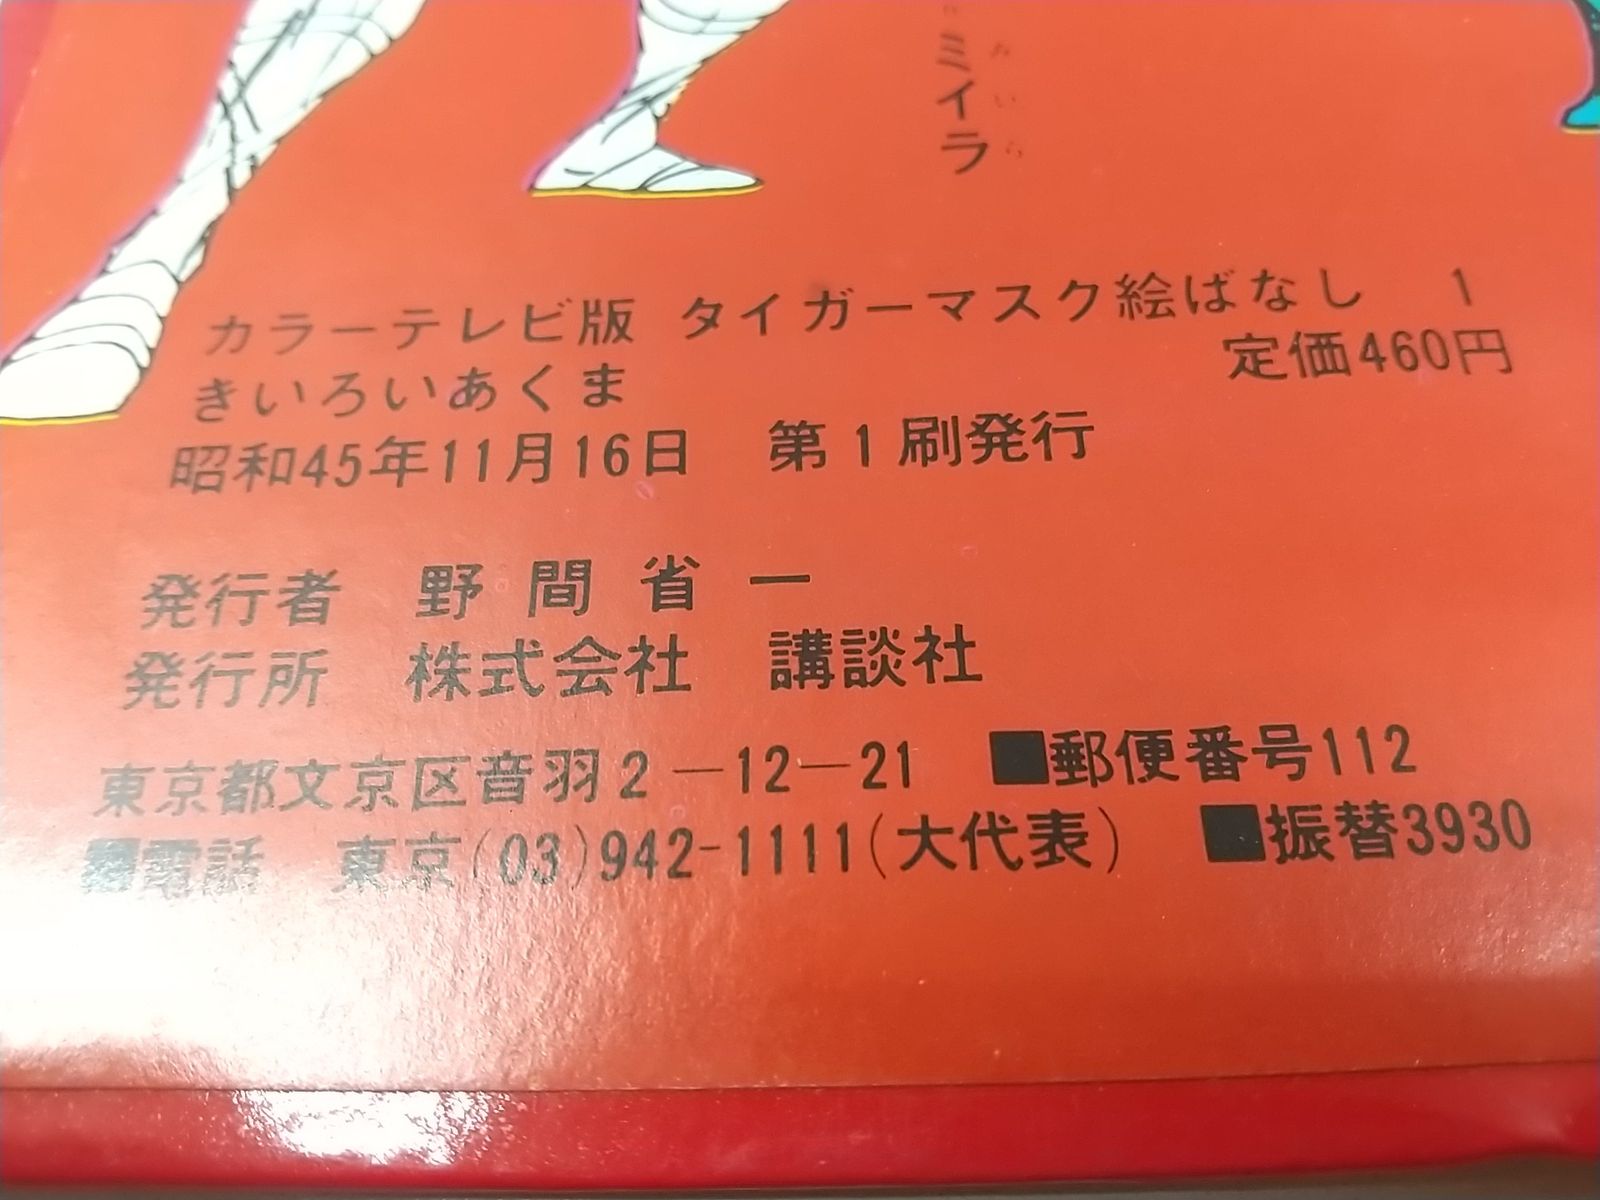 ミイラ
みいら
カラーテレビ版 タイガーマスク絵ばなし 1
きいろいあくま 定価460円
昭和45年11月16日 第1刷発行
発行者 野間省一
発行所 株式会社 講談社
東京都文京区音羽2-12-21 ■郵便番号112
■電話 東京(03)942-1111(大代表) ■振替3930